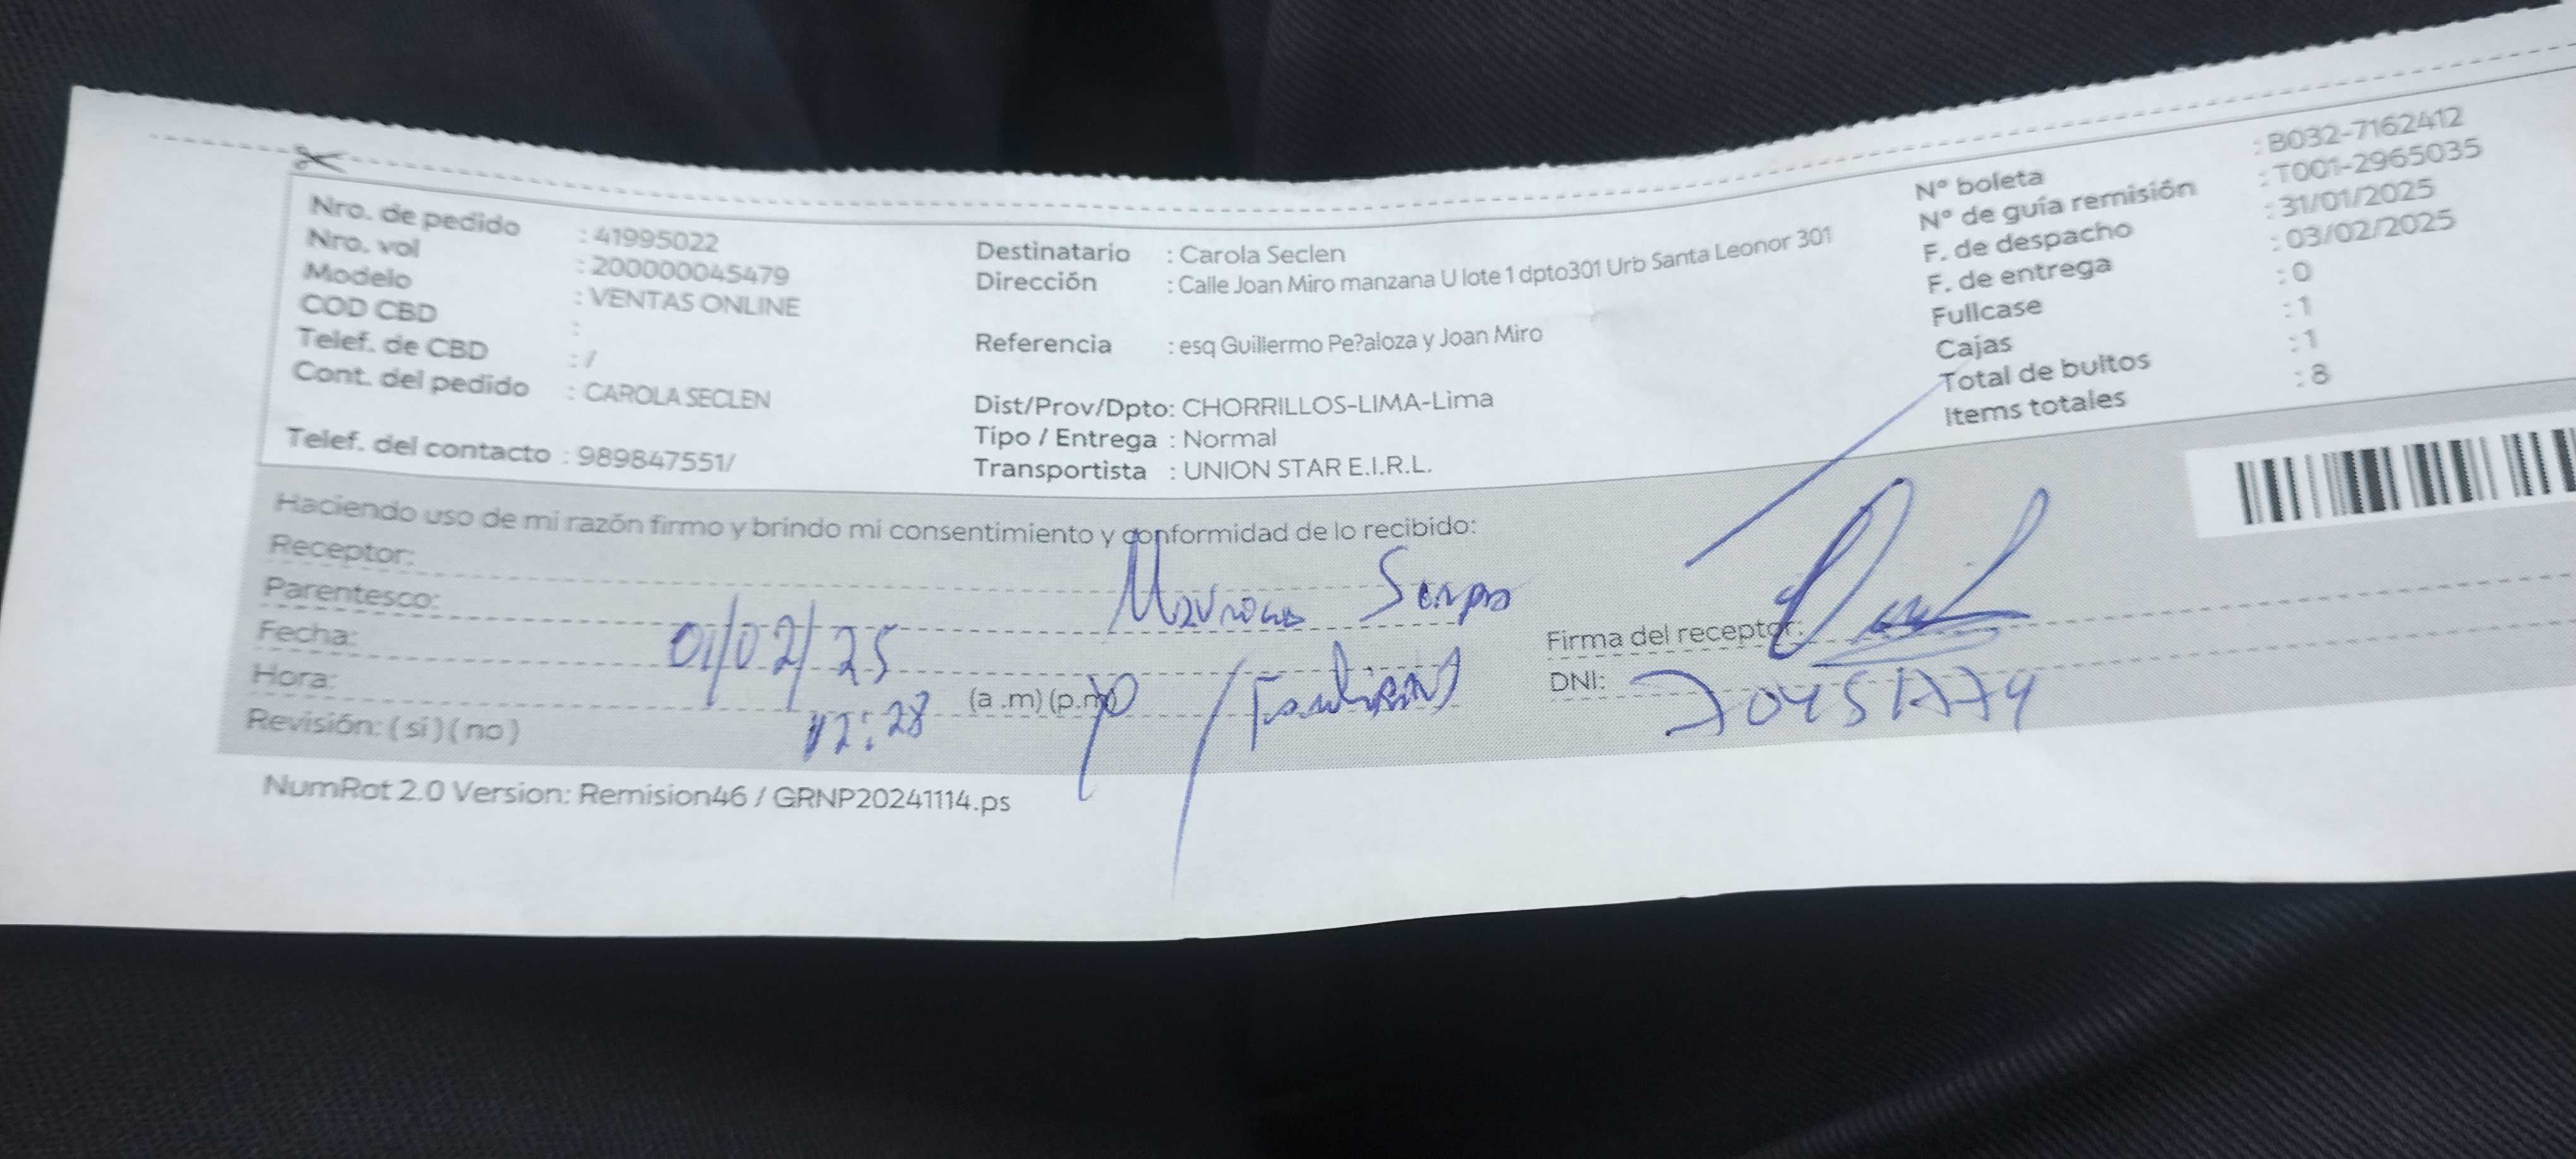 Nro. de pedido : 41995022
Nro. vol : 200000045479
Modelo : VENTAS ONLINE
COD CBD :
Telef. de CBD : /
Cont. del pedido : CAROLA SECLEN
Telef. del contacto : 989847551/
Destinatario : Carola Seclen
Dirección : Calle Joan Miro manzana U lote 1 dpto301 Urb Santa Leonor 301
Referencia : esq Guillermo Pe?aloza y Joan Miro
Dist/Prov/Dpto: CHORRILLOS-LIMA-Lima
Tipo / Entrega : Normal
Transportista : UNION STAR E.I.R.L.
N° boleta : B032-7162412
N° de guía remisión : T001-2965035
F. de despacho : 31/01/2025
F. de entrega : 03/02/2025
Fullcase : 0
Cajas : 1
Total de bultos : 1
Items totales : 8
Haciendo uso de mi razón firmo y brindo mi consentimiento y conformidad de lo recibido:
Receptor:
Parentesco:
Fecha: 01/02/25
Hora: 12:28 (a .m) (p.m)
Revisión: ( si ) ( no )
Firma del receptor:
DNI:
NumRot 2.0 Version: Remision46 / GRNP20241114.ps